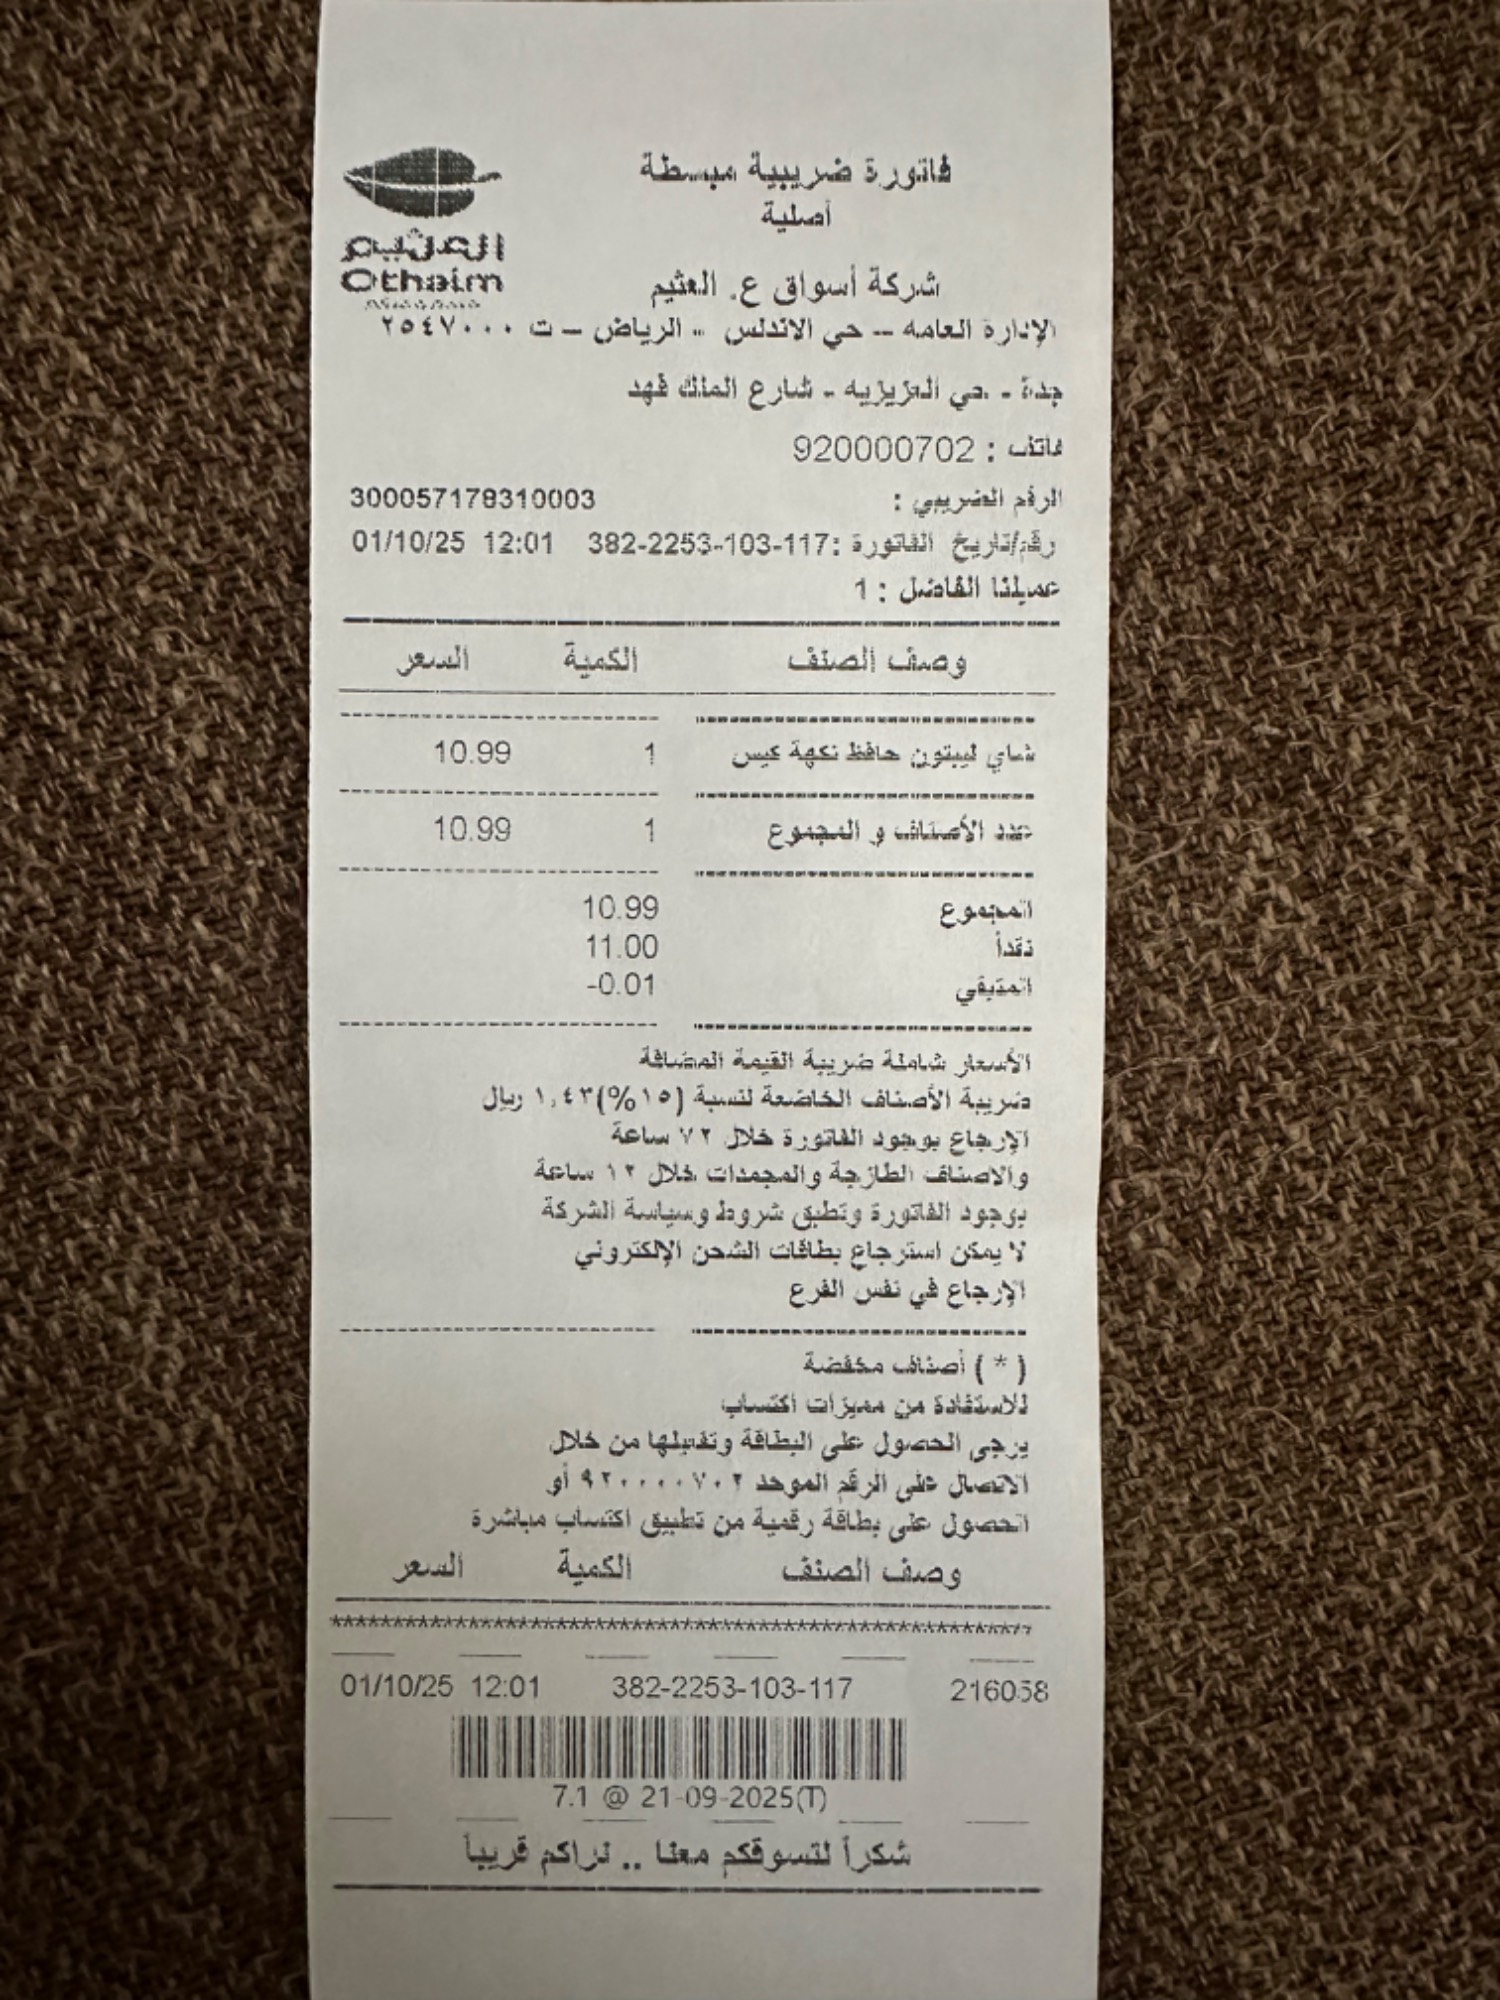 العثيم
Othaim
فاتورة ضريبية مبسطة
أصلية
شركة أسواق ع. العثيم
الإدارة العامه – حي الاندلس - الرياض – ت ٢٥٤٧٠٠٠
جدة - حي العزيزيه - شارع الملك فهد
هاتف : 920000702
الرقم الضريبي : 300057178310003
رقم/تاريخ الفاتورة :382-2253-103-117 01/10/25 12:01
عميلنا الفاضل : 1
وصف الصنف الكمية السعر
شاي ليبتون حافظ نكهة كيس 1 10.99
عدد الأصناف و المجموع 1 10.99
المجموع 10.99
نقداً 11.00
المتبقي -0.01
الأسعار شاملة ضريبة القيمة المضافة
ضريبة الأصناف الخاضعة لنسبة (١٥%)١,٤٣ ريال
الإرجاع بوجود الفاتورة خلال ٧٢ ساعة
والاصناف الطازجة والمجمدات خلال ١٢ ساعة
بوجود الفاتورة وتطبق شروط وسياسة الشركة
لا يمكن استرجاع بطاقات الشحن الإلكتروني
الإرجاع في نفس الفرع
( * ) أصناف مخفضة
للاستفادة من مميزات اكتساب
يرجى الحصول على البطاقة وتفعيلها من خلال
الاتصال على الرقم الموحد ٩٢٠٠٠٠٧٠٢ أو
الحصول على بطاقة رقمية من تطبيق اكتساب مباشرة
وصف الصنف الكمية السعر
*********************************************************
216058 382-2253-103-117 01/10/25 12:01
7.1 @ 21-09-2025(T)
شكراً لتسوقكم معنا .. نراكم قريباً